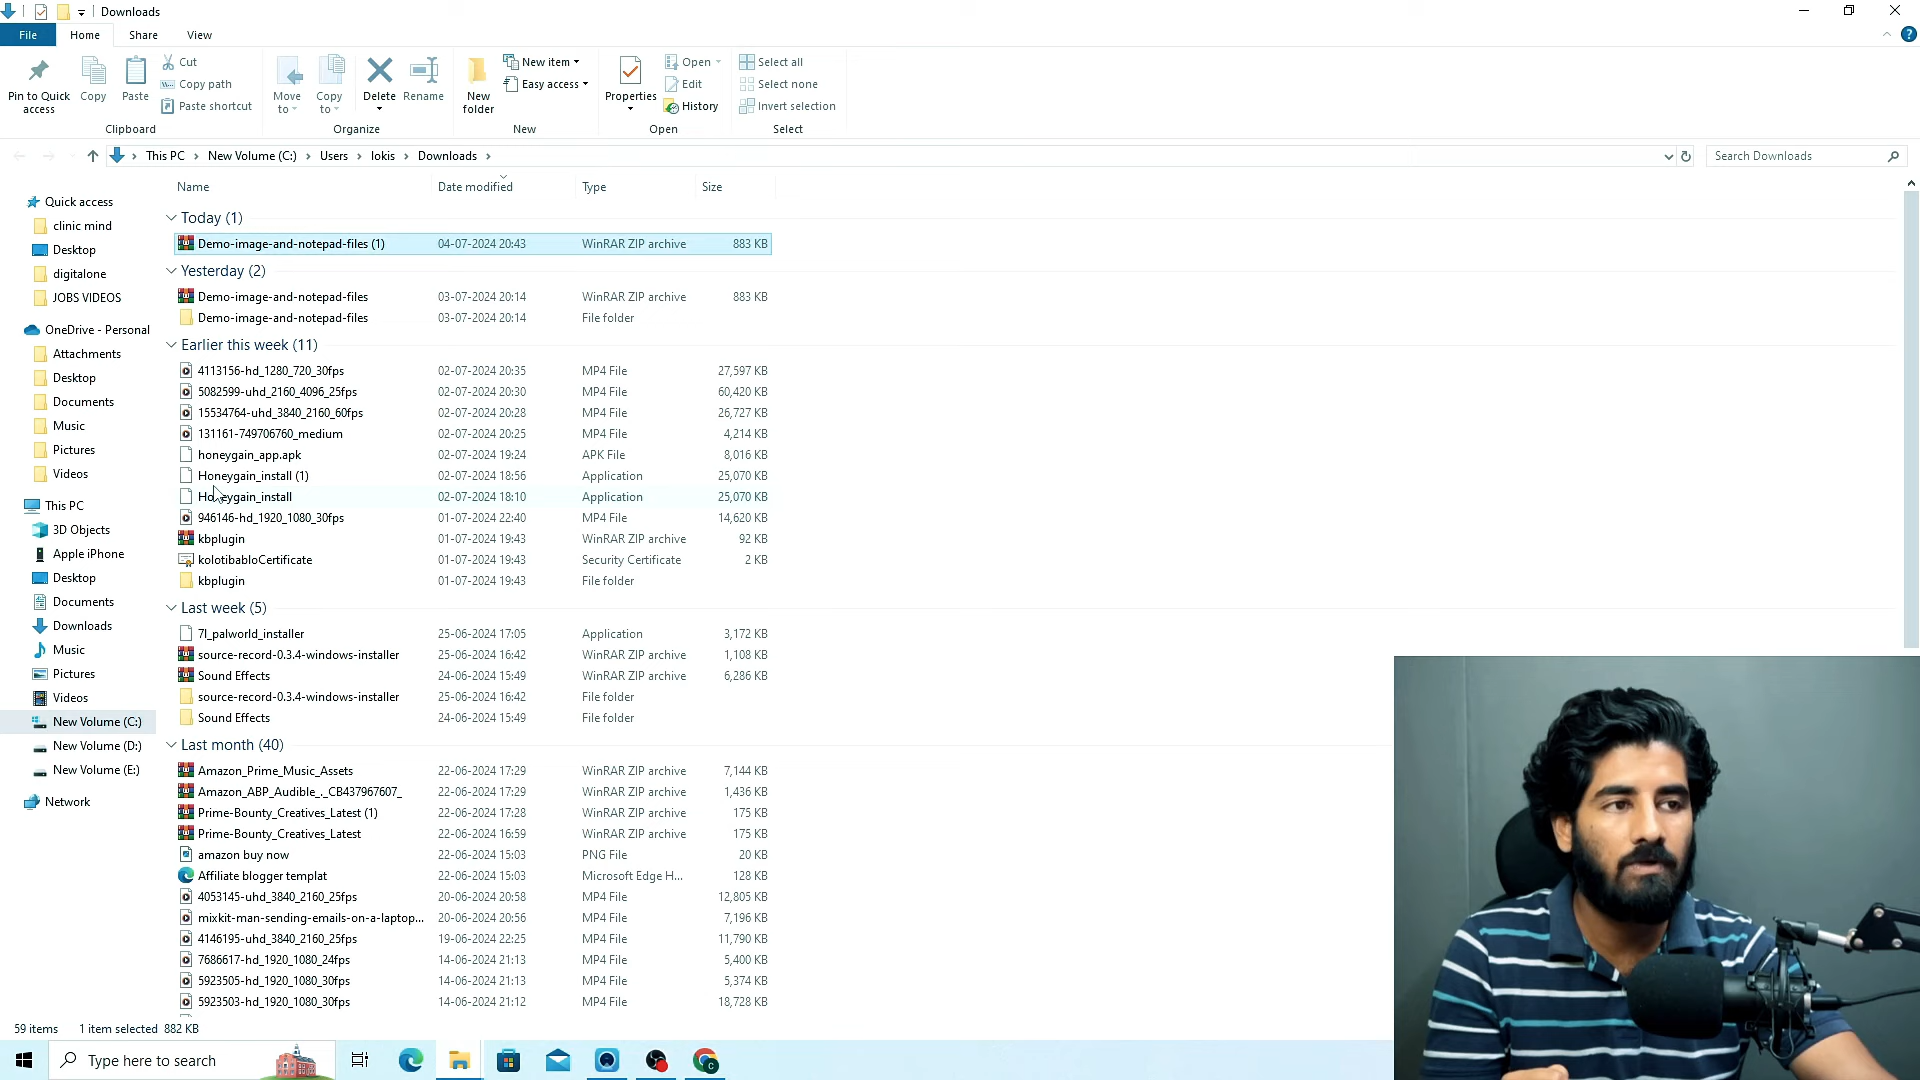 Downloads
File Home Share View
Pin to Quick access
Copy
Paste
Cut
Copy path
Paste shortcut
Clipboard
Move to
Copy to
Delete
Rename
Organize
New folder
New item
Easy access
New
Properties
Open
Edit
History
Open
Select all
Select none
Invert selection
Select
This PC > New Volume (C:) > Users > lokis > Downloads >
Search Downloads
Quick access
clinic mind
Desktop
digitalone
JOBS VIDEOS
OneDrive - Personal
Attachments
Desktop
Documents
Music
Pictures
Videos
This PC
3D Objects
Apple iPhone
Desktop
Documents
Downloads
Music
Pictures
Videos
New Volume (C:)
New Volume (D:)
New Volume (E:)
Network
Name Date modified Type Size
Today (1)
Demo-image-and-notepad-files (1) 04-07-2024 20:43 WinRAR ZIP archive 883 KB
Yesterday (2)
Demo-image-and-notepad-files 03-07-2024 20:14 WinRAR ZIP archive 883 KB
Demo-image-and-notepad-files 03-07-2024 20:14 File folder
Earlier this week (11)
4113156-hd_1280_720_30fps 02-07-2024 20:35 MP4 File 27,597 KB
5082599-uhd_2160_4096_25fps 02-07-2024 20:30 MP4 File 60,420 KB
15534764-uhd_3840_2160_60fps 02-07-2024 20:28 MP4 File 26,727 KB
131161-749706760_medium 02-07-2024 20:25 MP4 File 4,214 KB
honeygain_app.apk 02-07-2024 19:24 APK File 8,016 KB
Honeygain_install (1) 02-07-2024 18:56 Application 25,070 KB
Honeygain_install 02-07-2024 18:10 Application 25,070 KB
946146-hd_1920_1080_30fps 01-07-2024 22:40 MP4 File 14,620 KB
kbplugin 01-07-2024 19:43 WinRAR ZIP archive 92 KB
kolotibabloCertificate 01-07-2024 19:43 Security Certificate 2 KB
kbplugin 01-07-2024 19:43 File folder
Last week (5)
7l_palworld_installer 25-06-2024 17:05 Application 3,172 KB
source-record-0.3.4-windows-installer 25-06-2024 16:42 WinRAR ZIP archive 1,108 KB
Sound Effects 24-06-2024 15:49 WinRAR ZIP archive 6,286 KB
source-record-0.3.4-windows-installer 25-06-2024 16:42 File folder
Sound Effects 24-06-2024 15:49 File folder
Last month (40)
Amazon_Prime_Music_Assets 22-06-2024 17:29 WinRAR ZIP archive 7,144 KB
Amazon_ABP_Audible_._CB437967607_ 22-06-2024 17:29 WinRAR ZIP archive 1,436 KB
Prime-Bounty_Creatives_Latest (1) 22-06-2024 17:28 WinRAR ZIP archive 175 KB
Prime-Bounty_Creatives_Latest 22-06-2024 16:59 WinRAR ZIP archive 175 KB
amazon buy now 22-06-2024 15:03 PNG File 20 KB
Affiliate blogger templat 22-06-2024 15:03 Microsoft Edge H... 128 KB
4053145-uhd_3840_2160_25fps 20-06-2024 20:58 MP4 File 12,805 KB
mixkit-man-sending-emails-on-a-laptop... 20-06-2024 20:56 MP4 File 7,196 KB
4146195-uhd_3840_2160_25fps 19-06-2024 22:25 MP4 File 11,790 KB
7686617-hd_1920_1080_24fps 14-06-2024 21:13 MP4 File 5,400 KB
5923505-hd_1920_1080_30fps 14-06-2024 21:13 MP4 File 5,374 KB
5923503-hd_1920_1080_30fps 14-06-2024 21:12 MP4 File 18,728 KB
59 items 1 item selected 882 KB
Type here to search